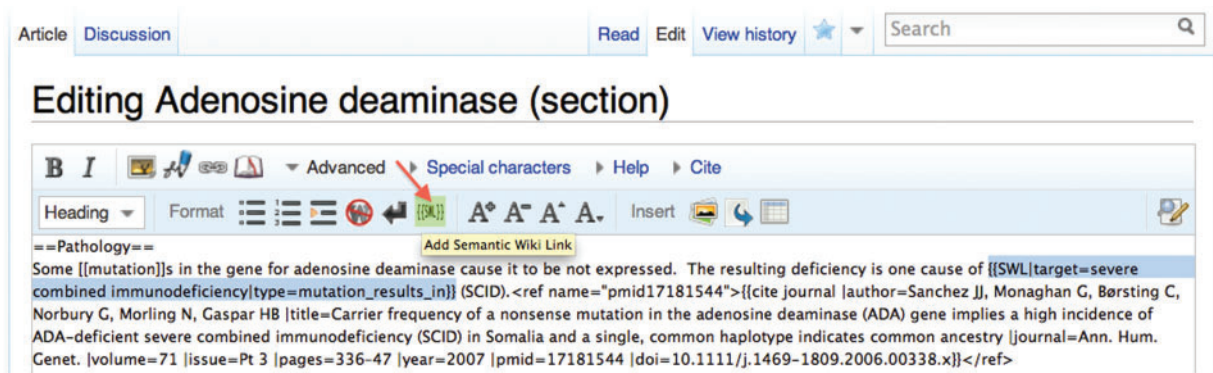 Article Discussion Read Edit View history Search
Editing Adenosine deaminase (section)
B I Advanced Special characters Help Cite
Heading Format {{SWL}} A A A A Insert
Add Semantic Wiki Link
==Pathology==
Some [[mutation]]s in the gene for adenosine deaminase cause it to be not expressed. The resulting deficiency is one cause of {{SWL|target=severe
combined immunodeficiency|type=mutation_results_in}} (SCID).<ref name="pmid17181544">{{cite journal |author=Sanchez JJ, Monaghan G, Børsting C,
Norbury G, Morling N, Gaspar HB |title=Carrier frequency of a nonsense mutation in the adenosine deaminase (ADA) gene implies a high incidence of
ADA-deficient severe combined immunodeficiency (SCID) in Somalia and a single, common haplotype indicates common ancestry |journal=Ann. Hum.
Genet. |volume=71 |issue=Pt 3 |pages=336-47 |year=2007 |pmid=17181544 |doi=10.1111/j.1469-1809.2006.00338.x}}</ref>